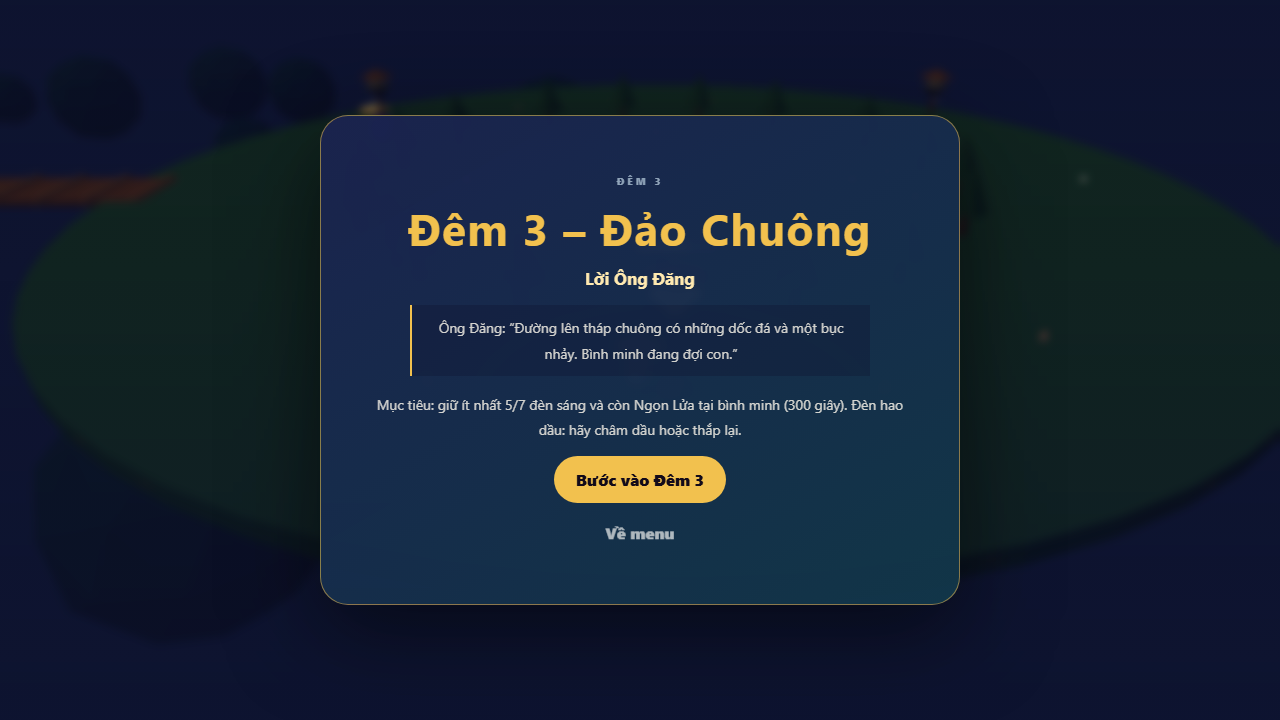 ĐÊM 3
Đêm 3 – Đảo Chuông
Lời Ông Đăng
Ông Đăng: “Đường lên tháp chuông có những dốc đá và một bục
nhảy. Bình minh đang đợi con.”
Mục tiêu: giữ ít nhất 5/7 đèn sáng và còn Ngọn Lửa tại bình minh (300 giây). Đèn hao
dầu: hãy châm dầu hoặc thắp lại.
Bước vào Đêm 3
Về menu